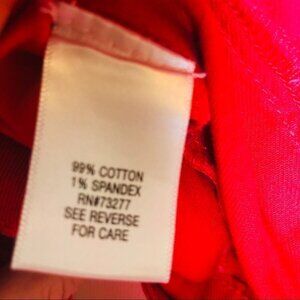 99% COTTON
1% SPANDEX
RN#73277
SEE REVERSE
FOR CARE